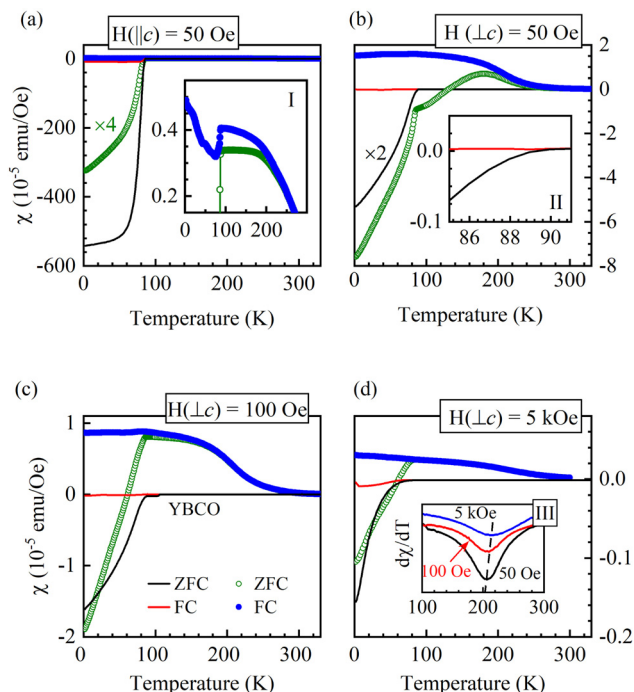 (a)
H(||c) = 50 Oe
0
-200
-400
-600
χ (10⁻⁵ emu/Oe)
×4
I
0.4
0.2
0 100 200
0 100 200 300
Temperature (K)
(b)
H (⊥c) = 50 Oe
2
0
-2
-4
-6
-8
×2
0.0
-0.1
II
86 88 90
0 100 200 300
Temperature (K)
(c)
H(⊥c) = 100 Oe
1
0
-1
-2
χ (10⁻⁵ emu/Oe)
YBCO
ZFC ZFC
FC FC
0 100 200 300
Temperature (K)
(d)
H(⊥c) = 5 kOe
0.0
-0.1
-0.2
dχ/dT
5 kOe
III
100 Oe
50 Oe
100 200 300
0 100 200 300
Temperature (K)